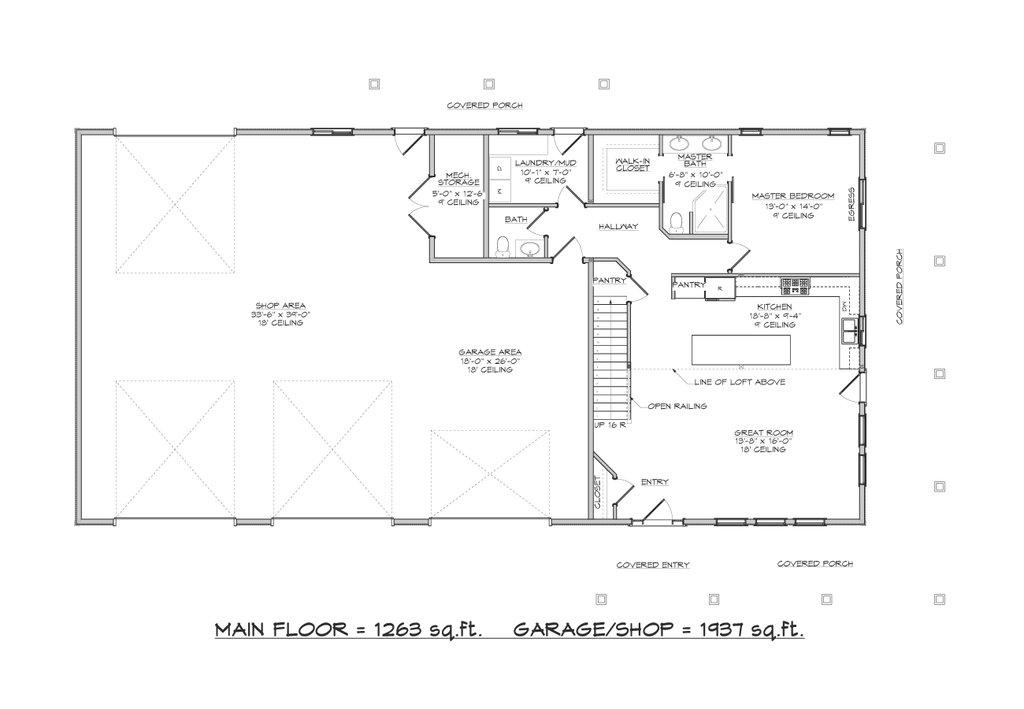 COVERED PORCH
MECH.
STORAGE
5'-0" x 12'-6"
9' CEILING
LAUNDRY/MUD
10'-1" x 7'-0"
9' CEILING
D
W
WALK-IN
CLOSET
MASTER
BATH
6'-8" x 10'-0"
9' CEILING
MASTER BEDROOM
13'-0" x 14'-0"
9' CEILING
EGRESS
BATH
HALLWAY
COVERED PORCH
PANTRY
PANTRY
R
KITCHEN
18'-8" x 9'-4"
9' CEILING
DW
SHOP AREA
33'-6" x 39'-0"
18' CEILING
GARAGE AREA
18'-0" x 26'-0"
18' CEILING
LINE OF LOFT ABOVE
OPEN RAILING
UP 16 R
GREAT ROOM
19'-8" x 16'-0"
18' CEILING
CLOSET
ENTRY
COVERED ENTRY
COVERED PORCH
MAIN FLOOR = 1263 sq.ft. GARAGE/SHOP = 1937 sq.ft.